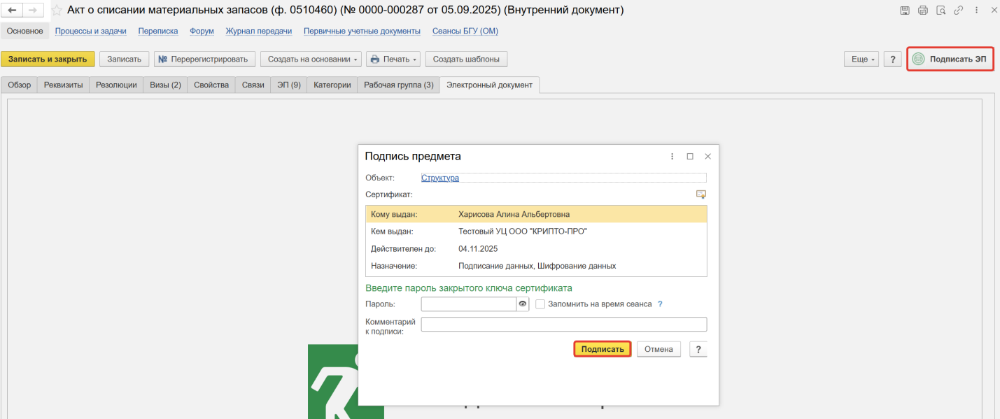 Акт о списании материальных запасов (ф. 0510460) (№ 0000-000287 от 05.09.2025) (Внутренний документ)
Основное Процессы и задачи Переписка Форум Журнал передачи Первичные учетные документы Сеансы БГУ (ОМ)
Записать и закрыть Записать № Перерегистрировать Создать на основании Печать Создать шаблоны Еще ? Подписать ЭП
Обзор Реквизиты Резолюции Визы (2) Свойства Связи ЭП (9) Категории Рабочая группа (3) Электронный документ
Подпись предмета
Объект: Структура
Сертификат:
Кому выдан: Харисова Алина Альбертовна
Кем выдан: Тестовый УЦ ООО "КРИПТО-ПРО"
Действителен до: 04.11.2025
Назначение: Подписание данных, Шифрование данных
Введите пароль закрытого ключа сертификата
Пароль: Запомнить на время сеанса ?
Комментарий
к подписи:
Подписать Отмена ?